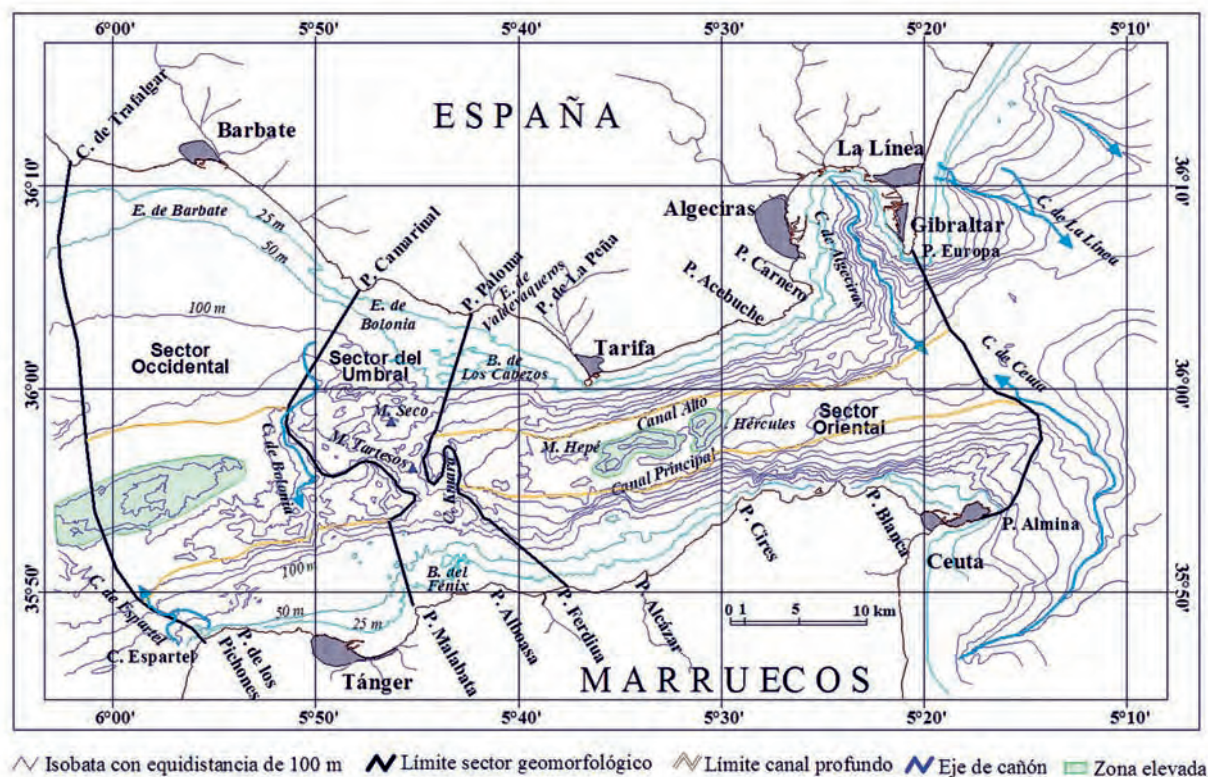 6°00' 5°50' 5°40' 5°30' 5°20' 5°10'
C. de Trafalgar
Barbate
ESPAÑA
La Línea
36°10'
36°10'
E. de Barbate
25 m
50 m
Algeciras
C. de Algeciras
Gibraltar
P. Europa
C. de La Línea
P. Camarinal
P. Paloma
E. de
Valdevaqueros
P. de La Peña
P. Acebuche
P. Carnero
100 m
E. de
Bolonia
Sector
Occidental
Sector del
Umbral
B. de
Los Cabezos
Tarifa
C. de Ceuta
36°00'
36°00'
M. Seco
C. de Bolonia
M. Tartesos
C. Kmara
M. Hepé
Canal Alto
Hércules
Canal Principal
Sector
Oriental
P. Cires
P. Blanca
P. Almina
Ceuta
100 m
B. del
Fénix
35°50'
35°50'
C. de Espartel
50 m
25 m
C. Espartel
P. de los
Pichones
Tánger
P. Malabata
P. Alboasa
P. Ferdiua
P. Alcázar
0 1 5 10 km
MARRUECOS
6°00' 5°50' 5°40' 5°30' 5°20' 5°10'
Isobata con equidistancia de 100 m Límite sector geomorfológico Límite canal profundo Eje de cañón Zona elevada